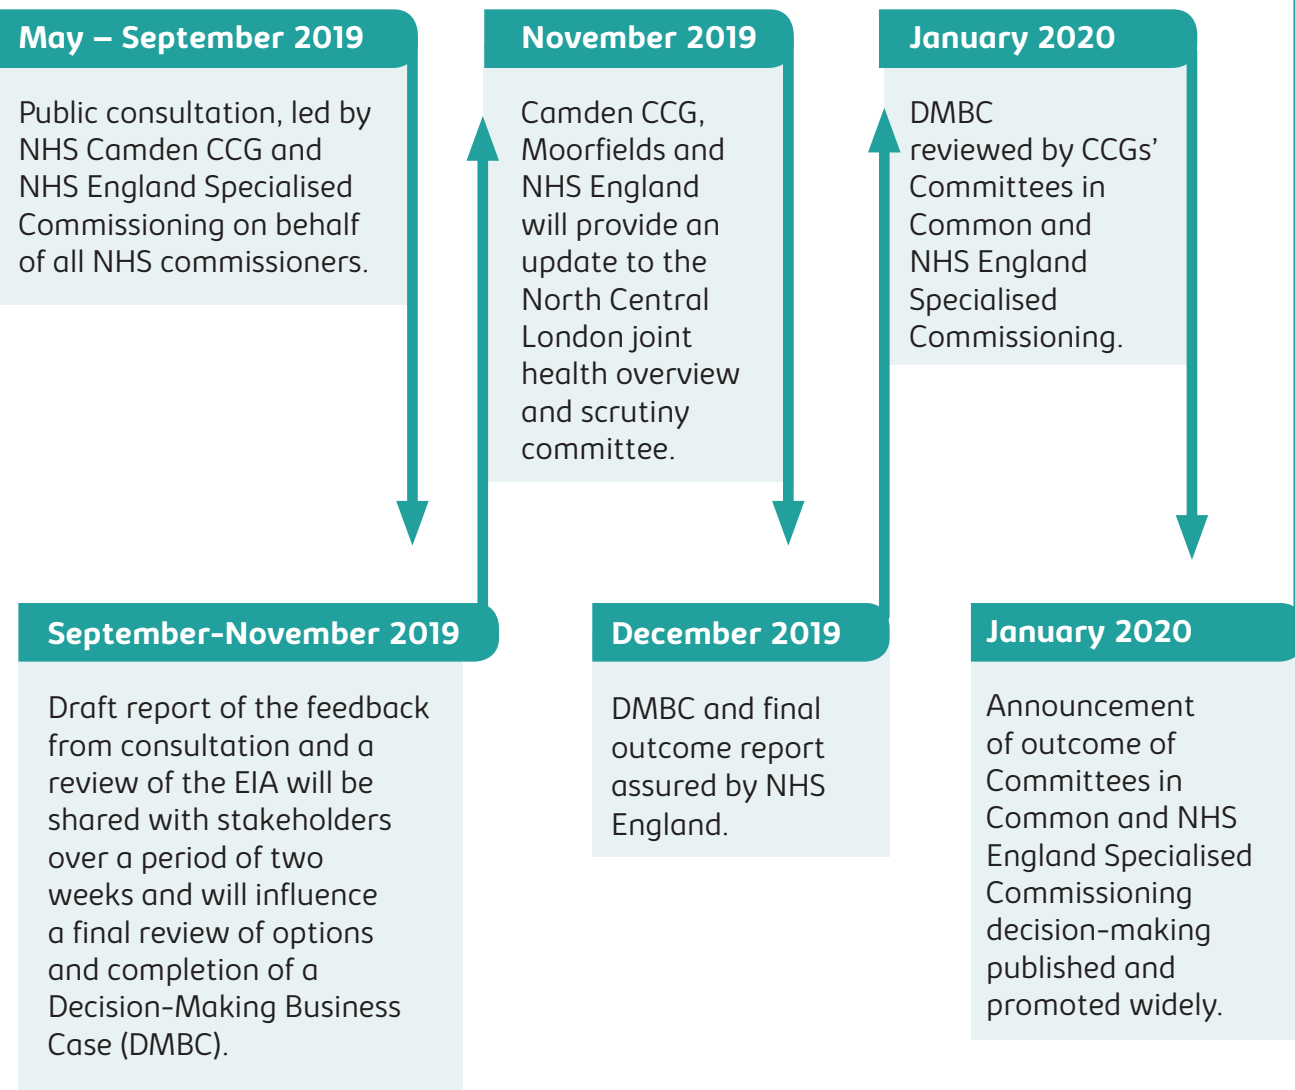 May – September 2019
Public consultation, led by
NHS Camden CCG and
NHS England Specialised
Commissioning on behalf
of all NHS commissioners.
September-November 2019
Draft report of the feedback
from consultation and a
review of the EIA will be
shared with stakeholders
over a period of two
weeks and will influence
a final review of options
and completion of a
Decision-Making Business
Case (DMBC).
November 2019
Camden CCG,
Moorfields and
NHS England
will provide an
update to the
North Central
London joint
health overview
and scrutiny
committee.
December 2019
DMBC and final
outcome report
assured by NHS
England.
January 2020
DMBC
reviewed by CCGs’
Committees in
Common and
NHS England
Specialised
Commissioning.
January 2020
Announcement
of outcome of
Committees in
Common and NHS
England Specialised
Commissioning
decision-making
published and
promoted widely.